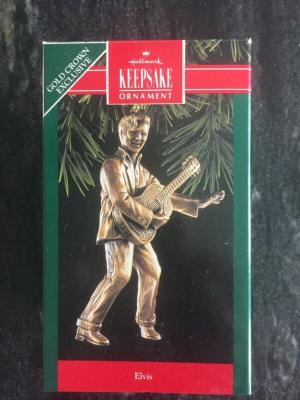 GOLD CROWN
EXCLUSIVE
Hallmark
KEEPSAKE
ORNAMENT
Elvis